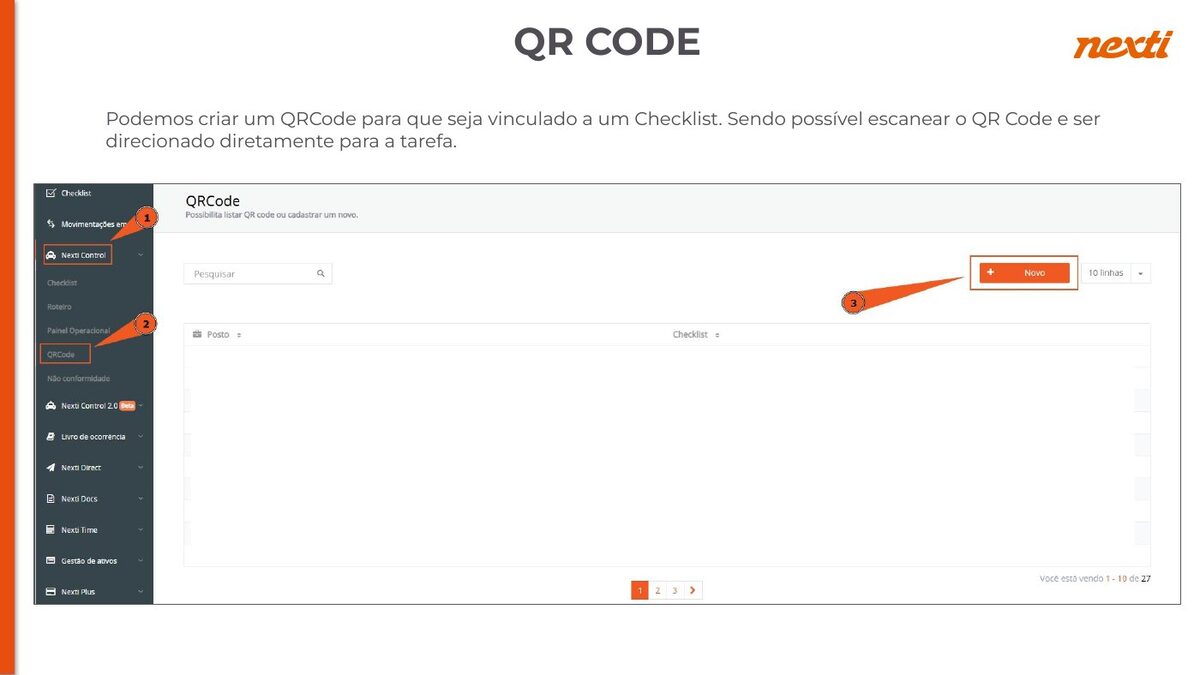 QR CODE
nexti
Podemos criar um QRCode para que seja vinculado a um Checklist. Sendo possível escanear o QR Code e ser
direcionado diretamente para a tarefa.
Checklist
Movimentações em
1
Nexti Control
Checklist
Roteiro
Painel Operacional
2
QRCode
Não conformidade
Nexti Control 2.0 Beta
Livro de ocorrência
Nexti Direct
Nexti Docs
Nexti Time
Gestão de ativos
Nexti Plus
QRCode
Possibilita listar QR code ou cadastrar um novo.
Pesquisar
3
+ Novo
10 linhas
Posto
Checklist
Você está vendo 1 - 10 de 27
1 2 3